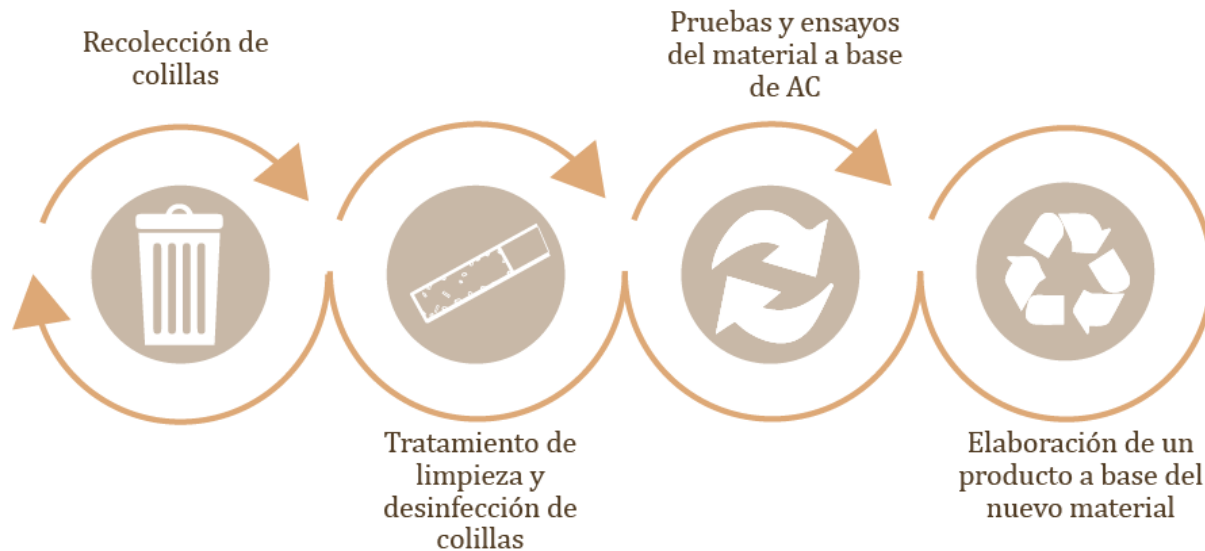 Recolección de
colillas
Tratamiento de
limpieza y
desinfección de
colillas
Pruebas y ensayos
del material a base
de AC
Elaboración de un
producto a base del
nuevo material